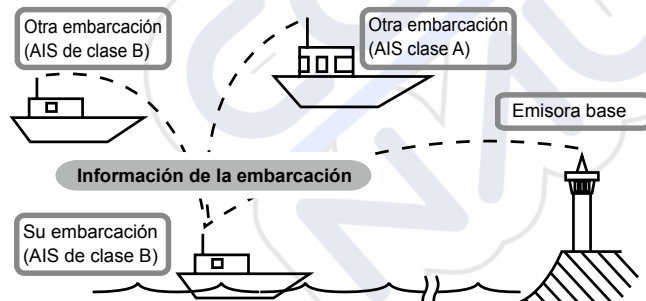 Otra embarcación
(AIS de clase B)
Otra embarcación
(AIS clase A)
Emisora base
Información de la embarcación
Su embarcación
(AIS de clase B)